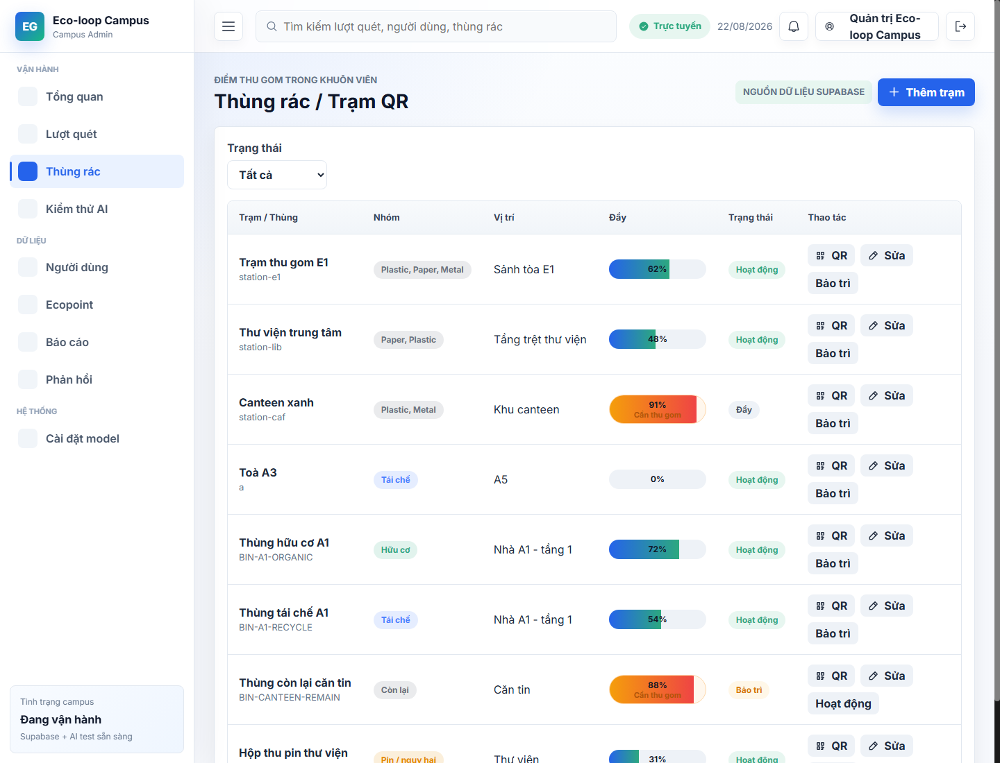 EG
Eco-loop Campus
Campus Admin
Tìm kiếm lượt quét, người dùng, thùng rác
Trực tuyến
22/08/2026
Quản trị Eco-
loop Campus
VẬN HÀNH
Tổng quan
Lượt quét
Thùng rác
Kiểm thử AI
DỮ LIỆU
Người dùng
Ecopoint
Báo cáo
Phản hồi
HỆ THỐNG
Cài đặt model
Tình trạng campus
Đang vận hành
Supabase + AI test sẵn sàng
ĐIỂM THU GOM TRONG KHUÔN VIÊN
Thùng rác / Trạm QR
NGUỒN DỮ LIỆU SUPABASE
Thêm trạm
Trạng thái
Tất cả
Trạm / Thùng
Nhóm
Vị trí
Đầy
Trạng thái
Thao tác
Trạm thu gom E1
station-e1
Plastic, Paper, Metal
Sảnh tòa E1
62%
Hoạt động
QR
Sửa
Bảo trì
Thư viện trung tâm
station-lib
Paper, Plastic
Tầng trệt thư viện
48%
Hoạt động
QR
Sửa
Bảo trì
Canteen xanh
station-caf
Plastic, Metal
Khu canteen
91%
Cần thu gom
Đầy
QR
Sửa
Bảo trì
Toà A3
a
Tái chế
A5
0%
Hoạt động
QR
Sửa
Bảo trì
Thùng hữu cơ A1
BIN-A1-ORGANIC
Hữu cơ
Nhà A1 - tầng 1
72%
Hoạt động
QR
Sửa
Bảo trì
Thùng tái chế A1
BIN-A1-RECYCLE
Tái chế
Nhà A1 - tầng 1
54%
Hoạt động
QR
Sửa
Bảo trì
Thùng còn lại căn tin
BIN-CANTEEN-REMAIN
Còn lại
Căn tin
88%
Cần thu gom
Bảo trì
QR
Sửa
Hoạt động
Hộp thu pin thư viện
Pin / nguy hại
Thư viện
31%
Hoạt động
QR
Sửa